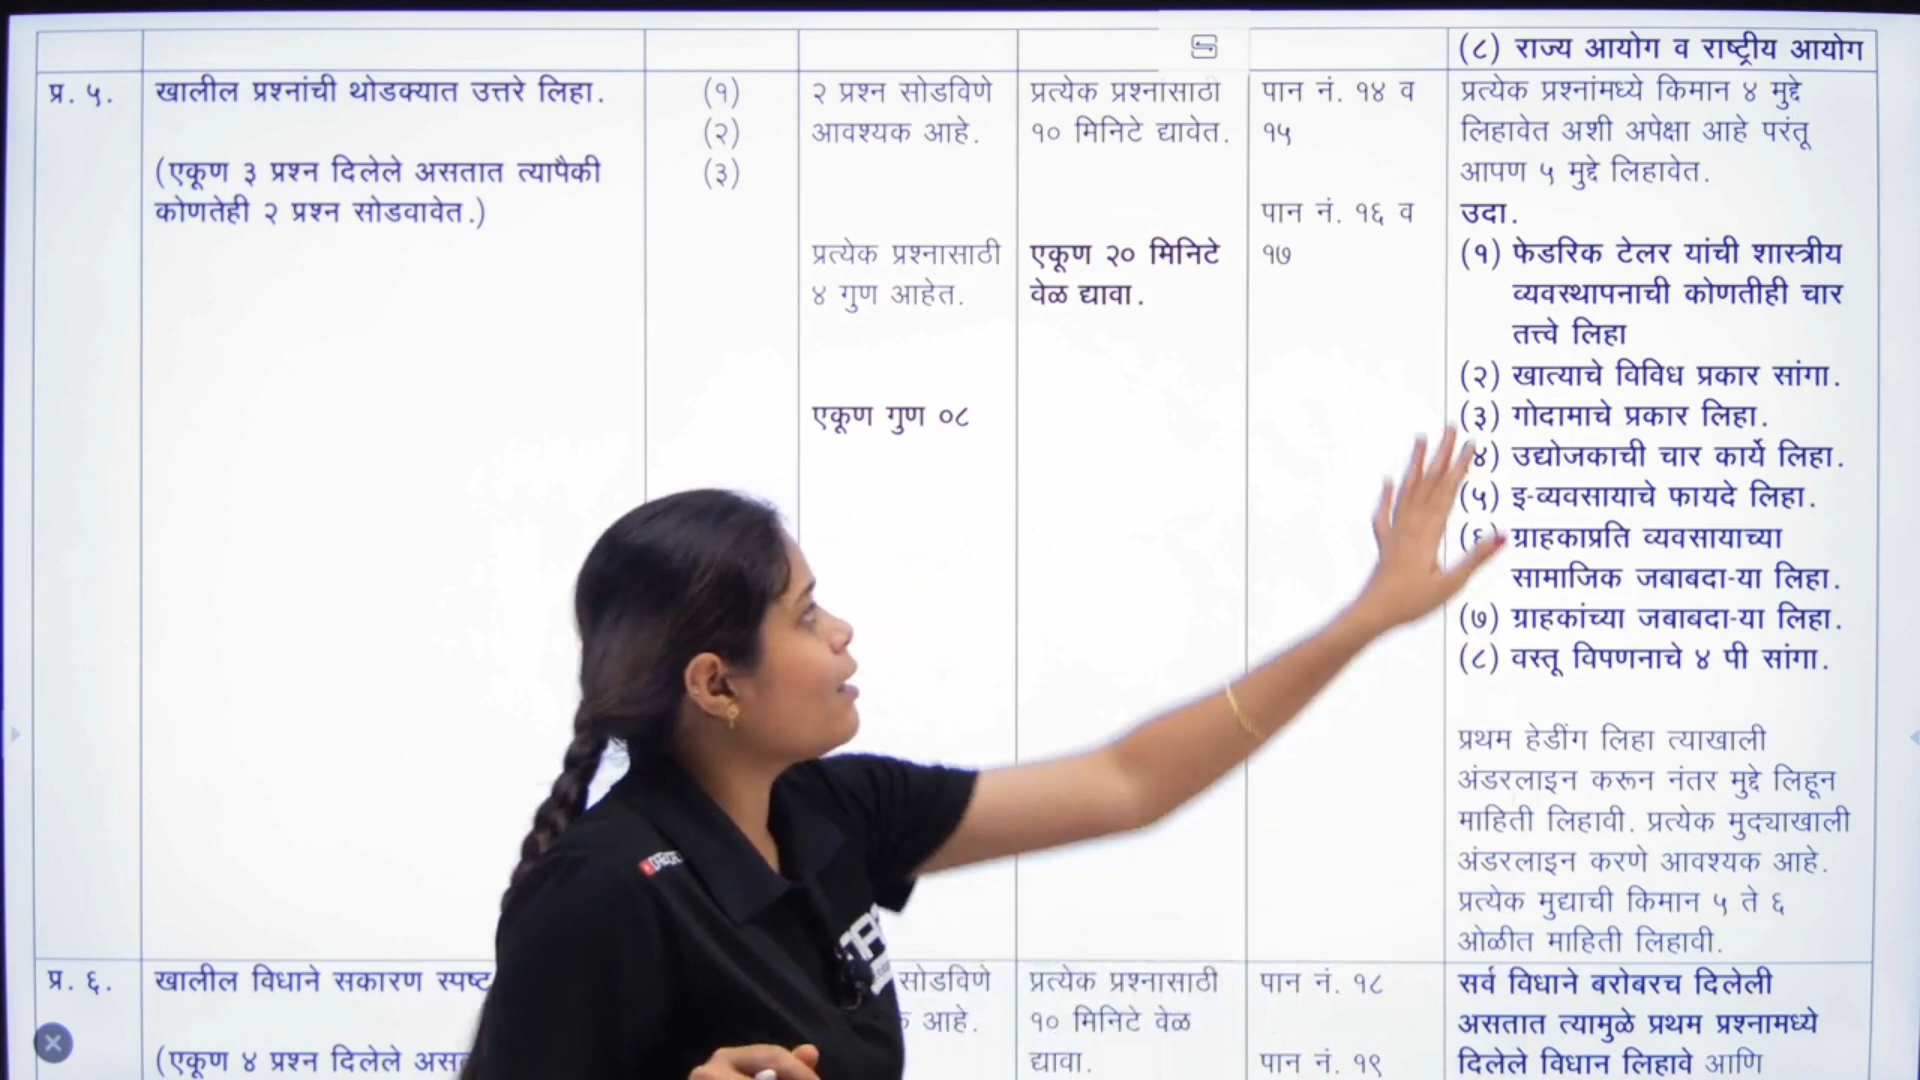 (८) राज्य आयोग व राष्ट्रीय आयोग
प्र. ५.
खालील प्रश्नांची थोडक्यात उत्तरे लिहा.
(एकूण ३ प्रश्न दिलेले असतात त्यापैकी
कोणतेही २ प्रश्न सोडवावेत.)
(१)
(२)
(३)
२ प्रश्न सोडविणे
आवश्यक आहे.
प्रत्येक प्रश्नासाठी
४ गुण आहेत.
एकूण गुण ०८
प्रत्येक प्रश्नांसाठी
१० मिनिटे द्यावेत.
एकूण २० मिनिटे
वेळ द्यावा.
पान नं. १४ व
१५
पान नं. १६ व
१७
प्रत्येक प्रश्नांमध्ये किमान ४ मुद्दे
लिहावेत अशी अपेक्षा आहे परंतू
आपण ५ मुद्दे लिहावेत.
उदा.
(१) फेडरिक टेलर यांची शास्त्रीय
व्यवस्थापनाची कोणतीही चार
तत्त्वे लिहा
(२) खात्याचे विविध प्रकार सांगा.
(३) गोदामाचे प्रकार लिहा.
४) उद्योजकाची चार कार्ये लिहा.
(५) इ-व्यवसायाचे फायदे लिहा.
(६) ग्राहकाप्रति व्यवसायाच्या
सामाजिक जबाबदा-या लिहा.
(७) ग्राहकांच्या जबाबदा-या लिहा.
(८) वस्तू विपणनाचे ४ पी सांगा.
प्रथम हेडींग लिहा त्याखाली
अंडरलाइन करून नंतर मुद्दे लिहून
माहिती लिहावी. प्रत्येक मुदद्याखाली
अंडरलाइन करणे आवश्यक आहे.
प्रत्येक मुद्याची किमान ५ ते ६
ओळीत माहिती लिहावी.
प्र. ६.
खालील विधाने सकारण स्पष्ट
(एकूण ४ प्रश्न दिलेले
सोडविणे
आहे.
प्रत्येक प्रश्नासाठी
१० मिनिटे वेळ
द्यावा.
पान नं. १८
पान नं. १९
सर्व विधाने बरोबरच दिलेली
असतात त्यामुळे प्रथम प्रश्नामध्ये
दिलेले विधान लिहावे आणि